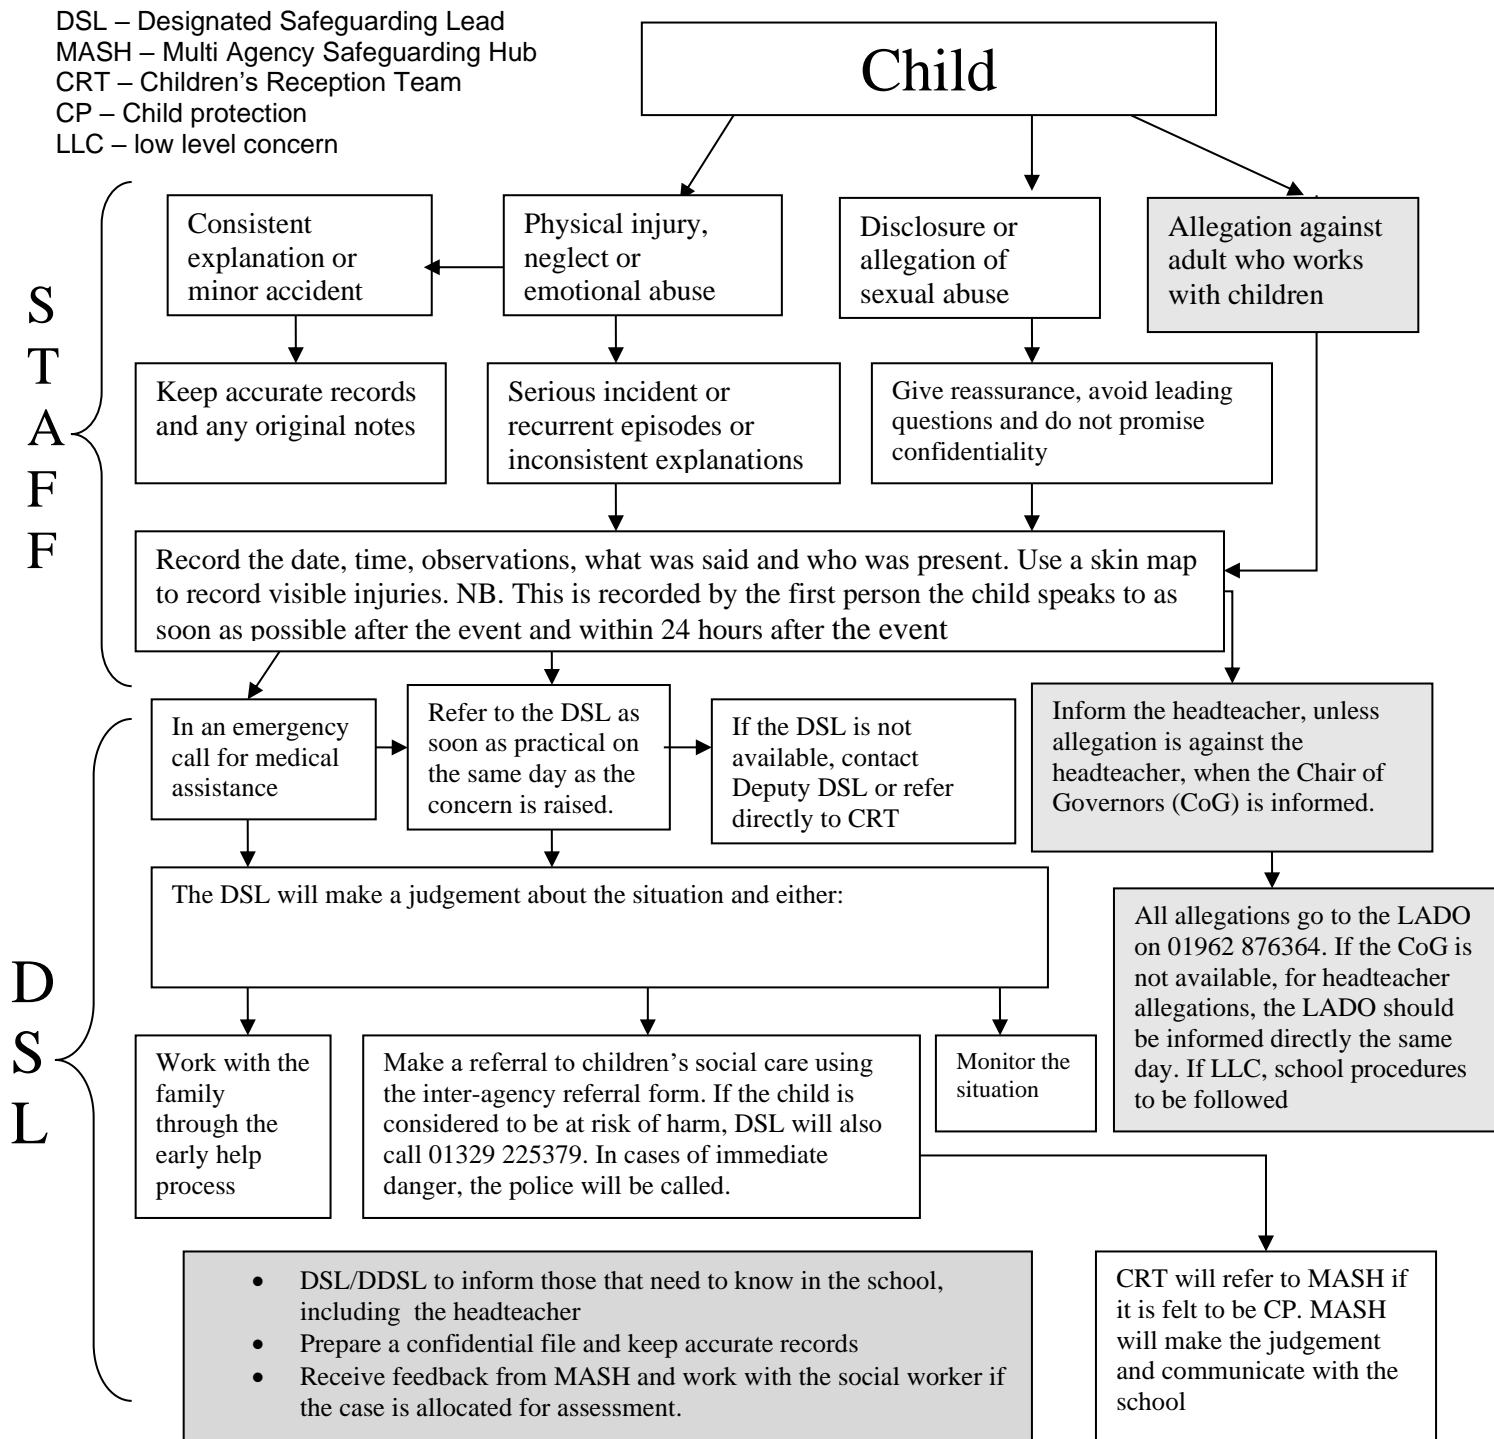 DSL – Designated Safeguarding Lead
MASH – Multi Agency Safeguarding Hub
CRT – Children's Reception Team
CP – Child protection
LLC – low level concern
Child
S
T
A
F
F
Consistent
explanation or
minor accident
Physical injury,
neglect or
emotional abuse
Disclosure or
allegation of
sexual abuse
Allegation against
adult who works
with children
Keep accurate records
and any original notes
Serious incident or
recurrent episodes or
inconsistent explanations
Give reassurance, avoid leading
questions and do not promise
confidentiality
Record the date, time, observations, what was said and who was present. Use a skin map
to record visible injuries. NB. This is recorded by the first person the child speaks to as
soon as possible after the event and within 24 hours after the event
D
S
L
In an emergency
call for medical
assistance
Refer to the DSL as
soon as practical on
the same day as the
concern is raised.
If the DSL is not
available, contact
Deputy DSL or refer
directly to CRT
Inform the headteacher, unless
allegation is against the
headteacher, when the Chair of
Governors (CoG) is informed.
The DSL will make a judgement about the situation and either:
All allegations go to the LADO
on 01962 876364. If the CoG is
not available, for headteacher
allegations, the LADO should
be informed directly the same
day. If LLC, school procedures
to be followed
Work with the
family
through the
early help
process
Make a referral to children's social care using
the inter-agency referral form. If the child is
considered to be at risk of harm, DSL will also
call 01329 225379. In cases of immediate
danger, the police will be called.
Monitor the
situation
• DSL/DDSL to inform those that need to know in the school,
including the headteacher
• Prepare a confidential file and keep accurate records
• Receive feedback from MASH and work with the social worker if
the case is allocated for assessment.
CRT will refer to MASH if
it is felt to be CP. MASH
will make the judgement
and communicate with the
school